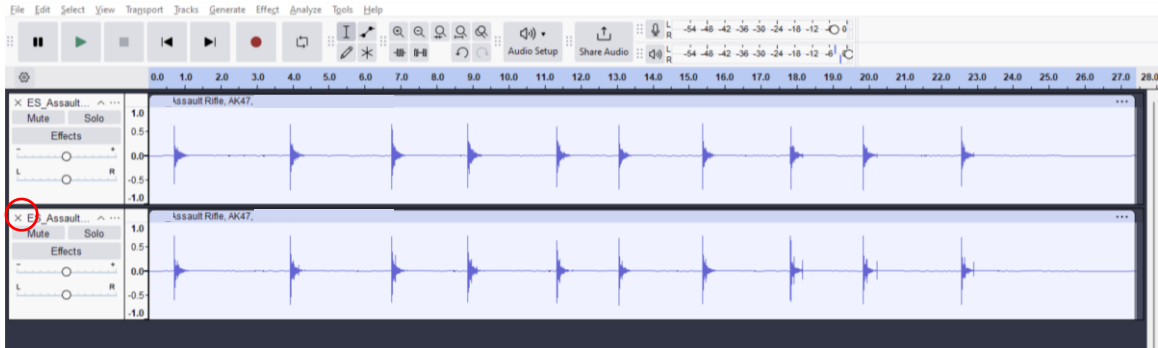 File Edit Select View Transport Tracks Generate Effect Analyze Tools Help
Audio Setup Share Audio
L -54 -48 -42 -36 -30 -24 -18 -12 -6 0
R
L -54 -48 -42 -36 -30 -24 -18 -12 -6
R
0.0 1.0 2.0 3.0 4.0 5.0 6.0 7.0 8.0 9.0 10.0 11.0 12.0 13.0 14.0 15.0 16.0 17.0 18.0 19.0 20.0 21.0 22.0 23.0 24.0 25.0 26.0 27.0 28.0
× ES_Assault... ...
Assault Rifle, AK47, ...
Mute Solo
Effects
- +
L R
1.0
0.5
0.0
-0.5
-1.0
× ES_Assault... ...
Assault Rifle, AK47, ...
Mute Solo
Effects
- +
L R
1.0
0.5
0.0
-0.5
-1.0